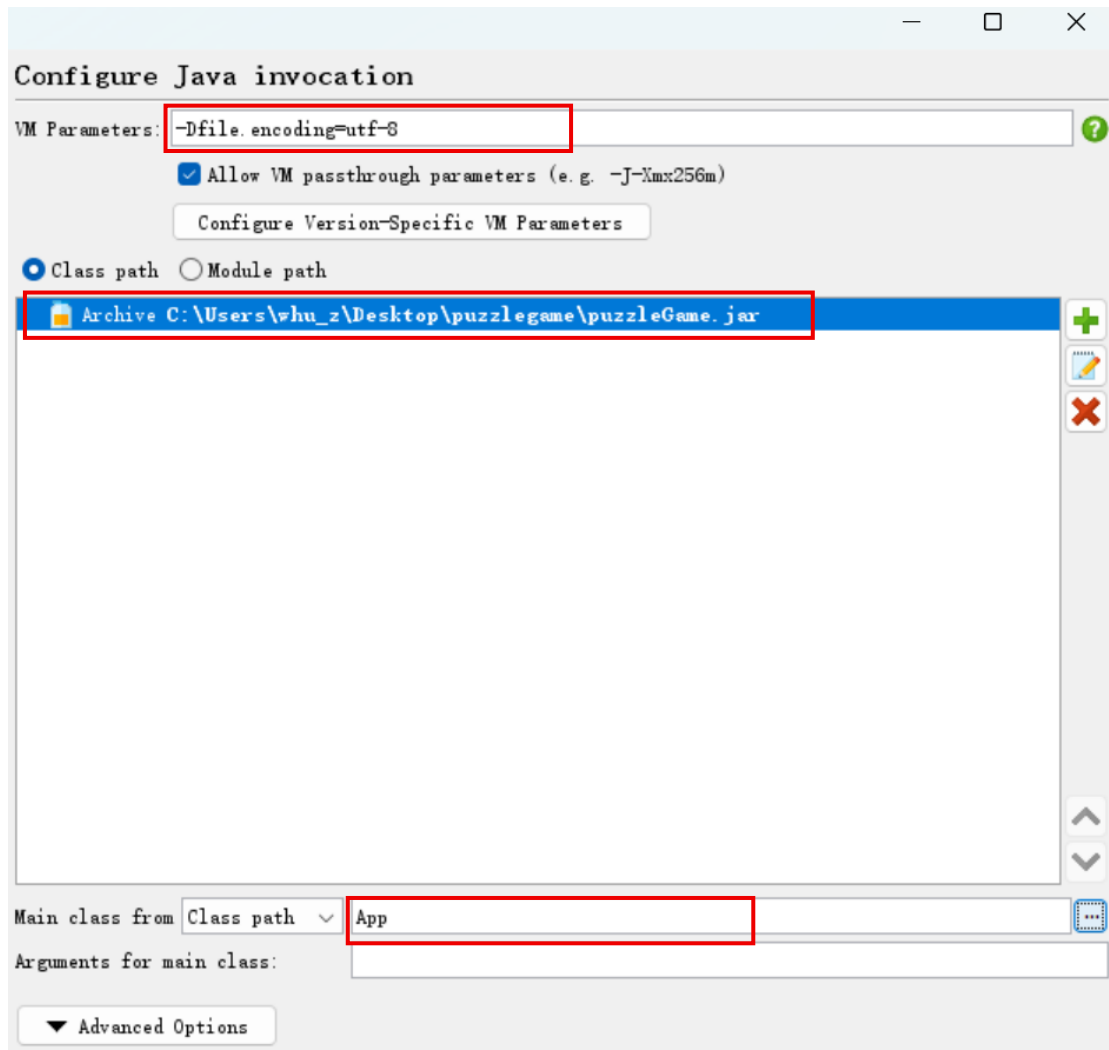 Configure Java invocation
VM Parameters: -Dfile.encoding=utf-8
Allow VM passthrough parameters (e.g. -J-Xmx256m)
Configure Version-Specific VM Parameters
Class path Module path
Archive C:\Users\whu_z\Desktop\puzzlegame\puzzleGame.jar
Main class from Class path App ...
Arguments for main class:
Advanced Options